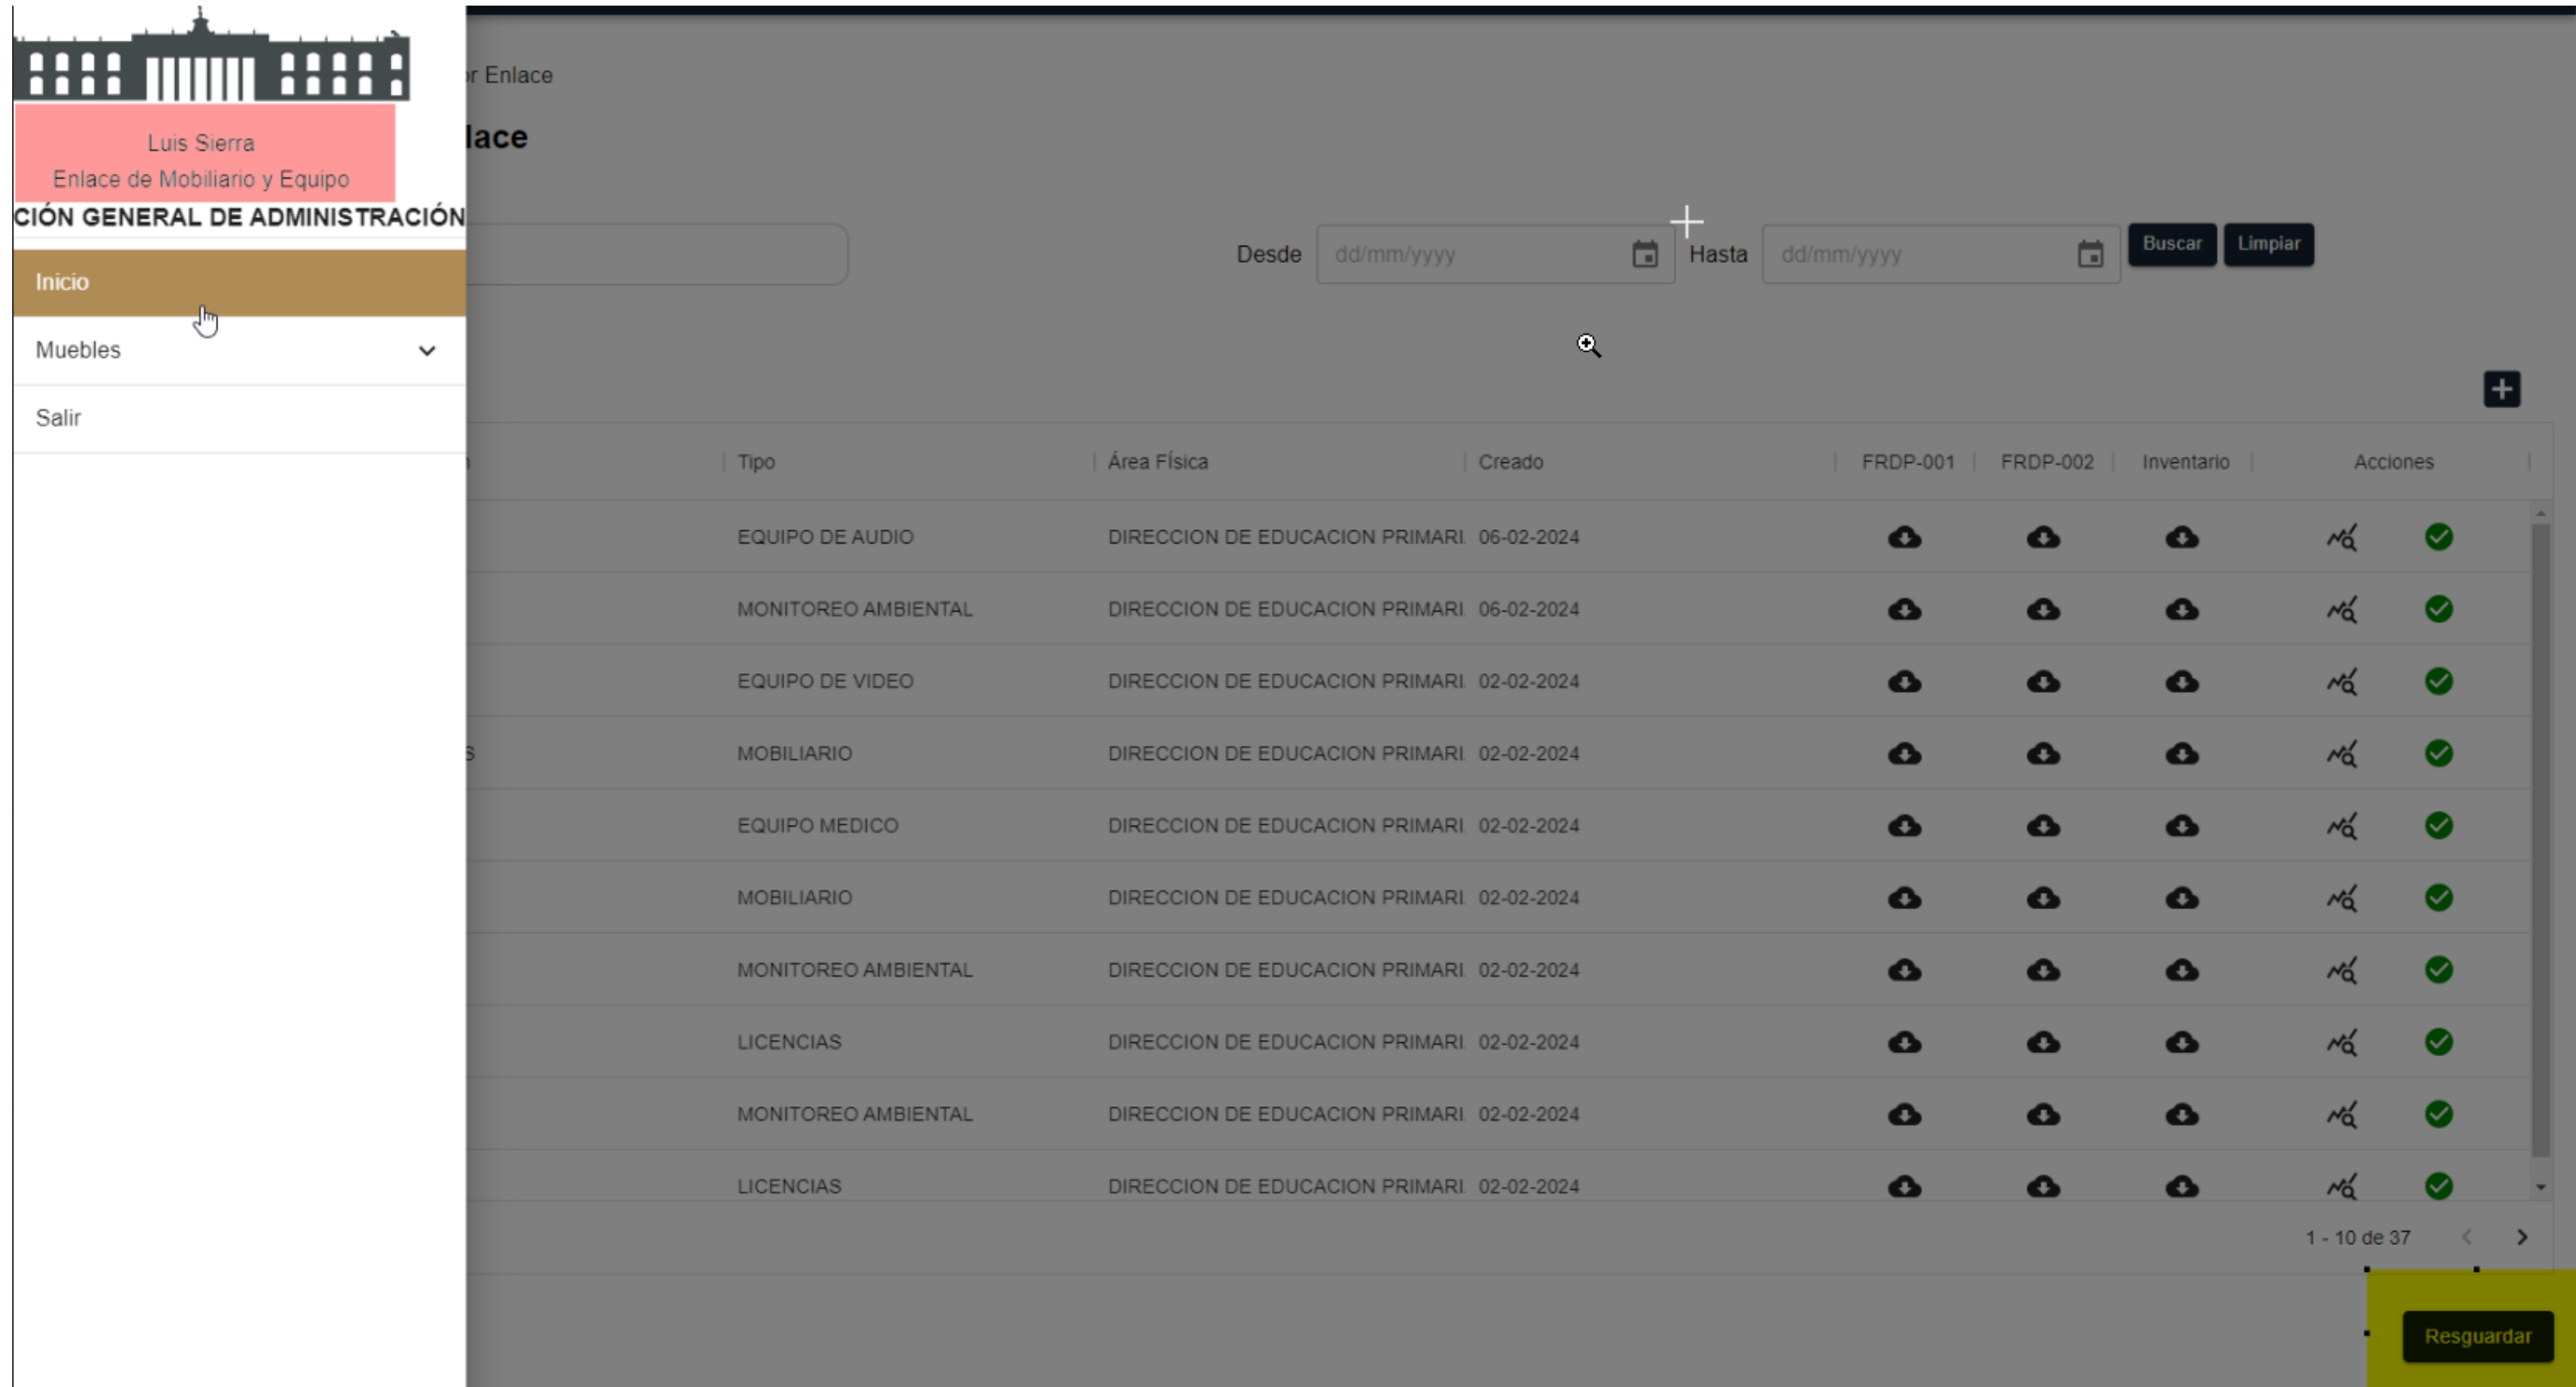 Luis Sierra
Enlace de Mobiliario y Equipo
CIÓN GENERAL DE ADMINISTRACIÓN
Inicio
Muebles
Salir
or Enlace
lace
Desde dd/mm/yyyy Hasta dd/mm/yyyy Buscar Limpiar
Tipo Área Física Creado FRDP-001 FRDP-002 Inventario Acciones
EQUIPO DE AUDIO DIRECCION DE EDUCACION PRIMARI 06-02-2024
MONITOREO AMBIENTAL DIRECCION DE EDUCACION PRIMARI 06-02-2024
EQUIPO DE VIDEO DIRECCION DE EDUCACION PRIMARI 02-02-2024
S MOBILIARIO DIRECCION DE EDUCACION PRIMARI 02-02-2024
EQUIPO MEDICO DIRECCION DE EDUCACION PRIMARI 02-02-2024
MOBILIARIO DIRECCION DE EDUCACION PRIMARI 02-02-2024
MONITOREO AMBIENTAL DIRECCION DE EDUCACION PRIMARI 02-02-2024
LICENCIAS DIRECCION DE EDUCACION PRIMARI 02-02-2024
MONITOREO AMBIENTAL DIRECCION DE EDUCACION PRIMARI 02-02-2024
LICENCIAS DIRECCION DE EDUCACION PRIMARI 02-02-2024
1 - 10 de 37
Resguardar